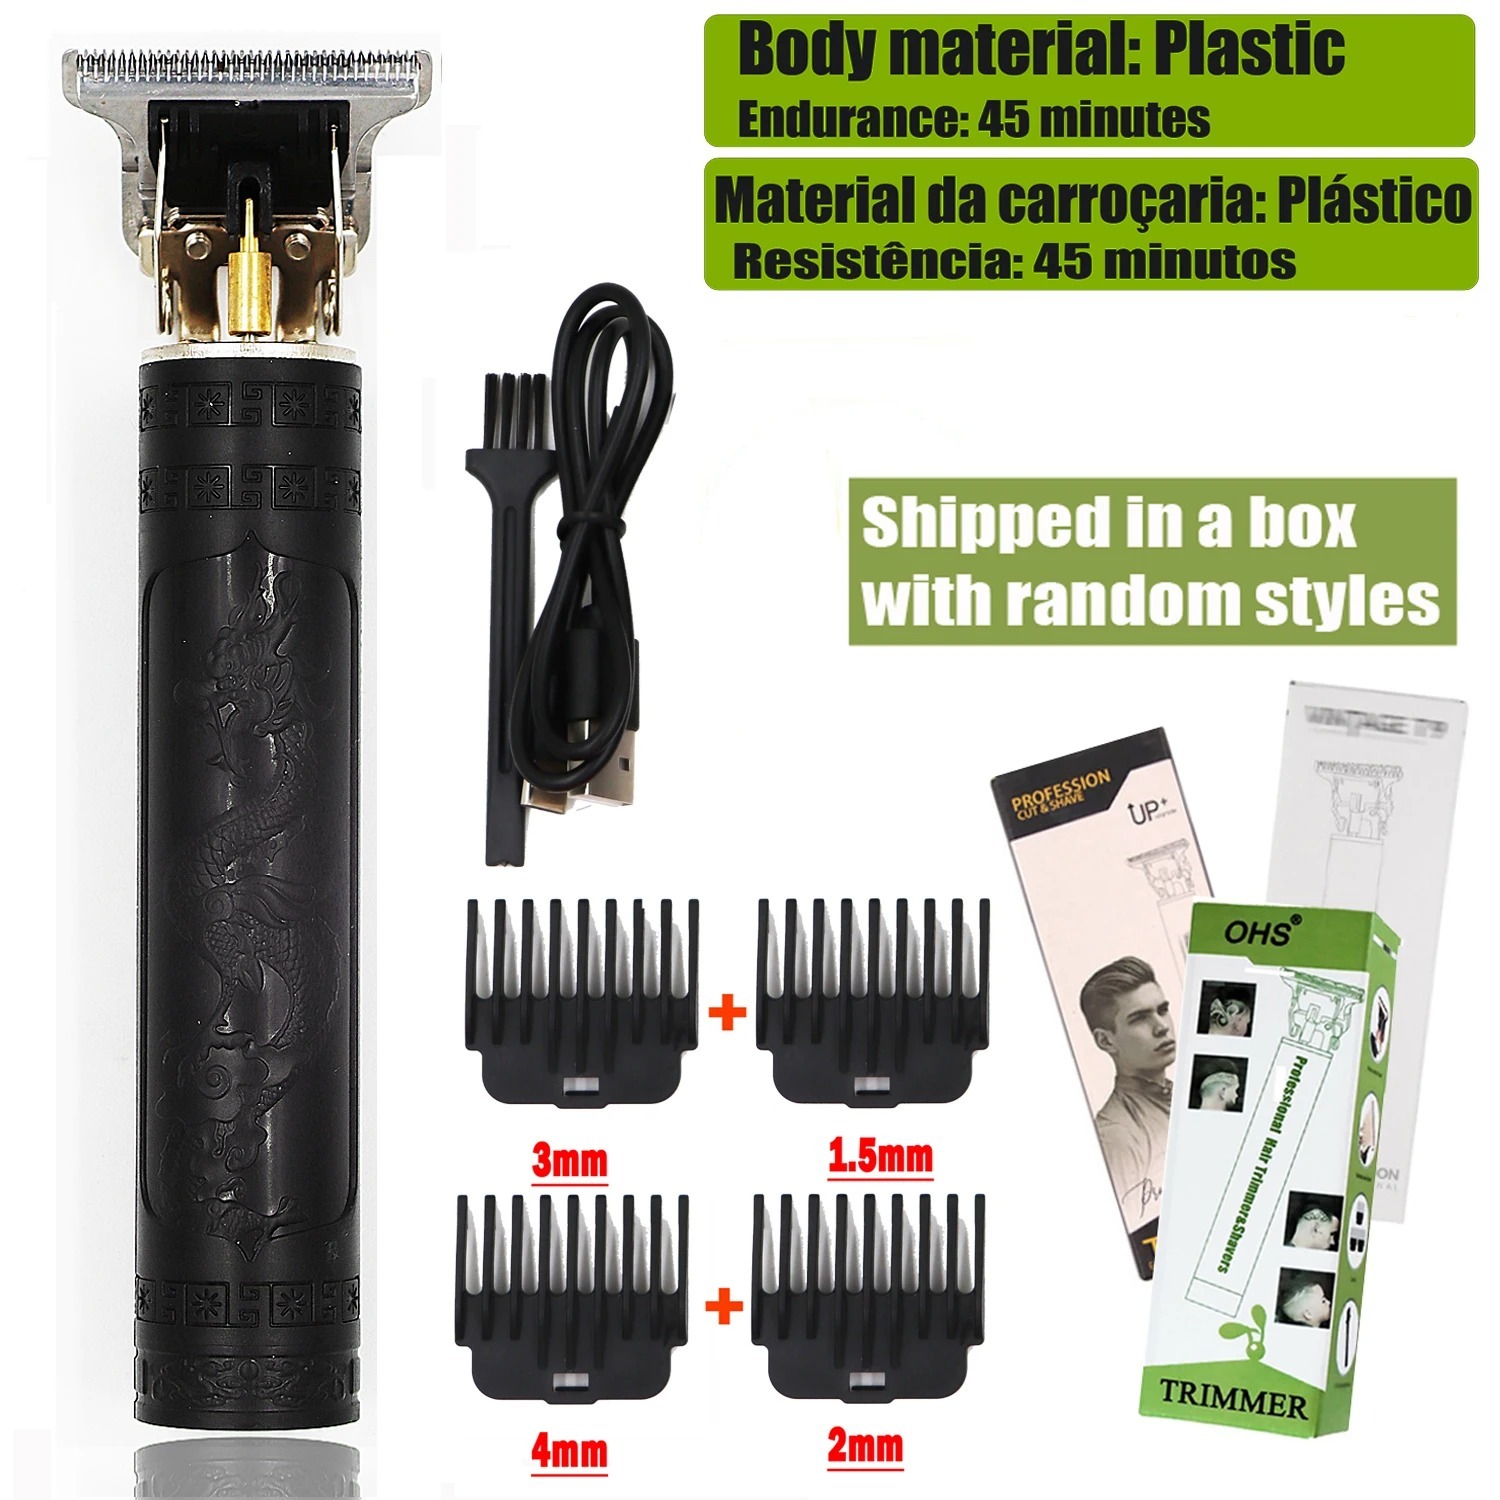 Body material: Plastic
Endurance: 45 minutes
Material da carroçaria: Plástico
Resistência: 45 minutos
Shipped in a box
with random styles
PROFESSION
CUT & SHAVE
UP+
OHS®
Professional Hair Trimmers&Shavers
TRIMMER
3mm
1.5mm
4mm
2mm